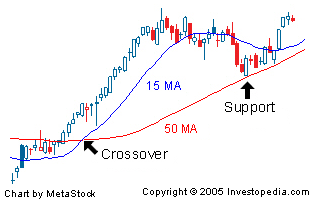 15 MA
Support
50 MA
Crossover
Chart by MetaStock
Copyright © 2005 Investopedia.com